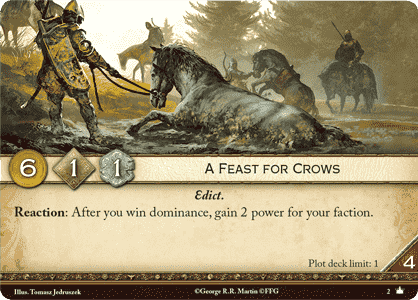 6 1 1 A Feast for Crows
Edict.
Reaction: After you win dominance, gain 2 power for your faction.
Plot deck limit: 1
4
Illus. Tomasz Jedruszek ©George R.R. Martin ©FFG 2